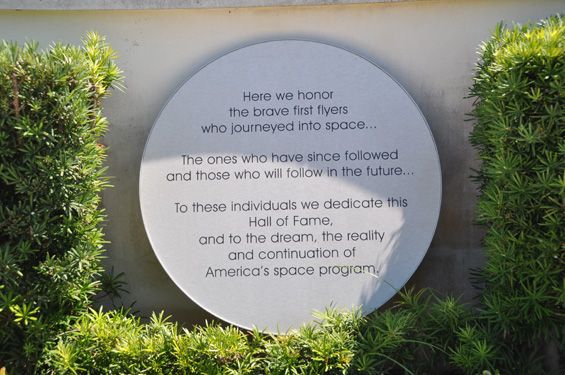 Here we honor
the brave first flyers
who journeyed into space...
The ones who have since followed
and those who will follow in the future...
To these individuals we dedicate this
Hall of Fame,
and to the dream, the reality
and continuation of
America's space program.